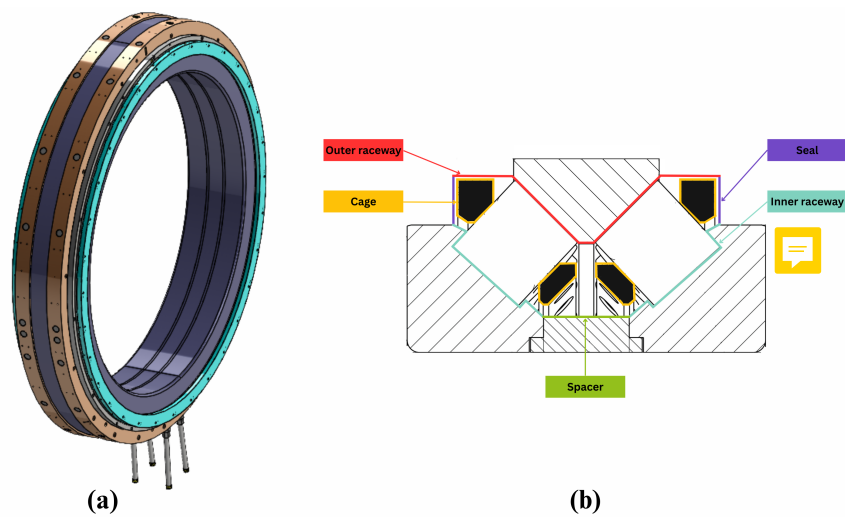 Outer raceway
Seal
Cage
Inner raceway
Spacer
(a)
(b)